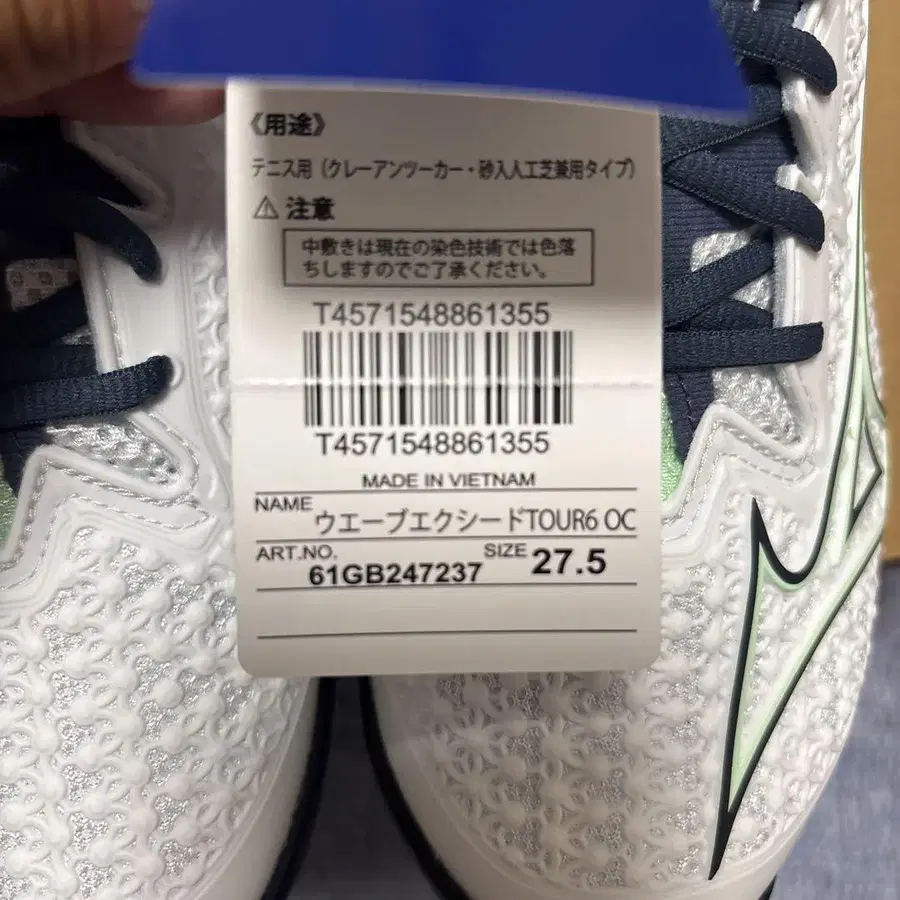 《用途》
テニス用（クレーアンツーカー・砂入人工芝兼用タイプ）
⚠ 注意
中敷きは現在の染色技術では色落
ちしますのでご了承ください。
T4571548861355
T4571548861355
MADE IN VIETNAM
NAME ウエーブエクシードTOUR6 OC
ART.NO. 61GB247237 SIZE 27.5